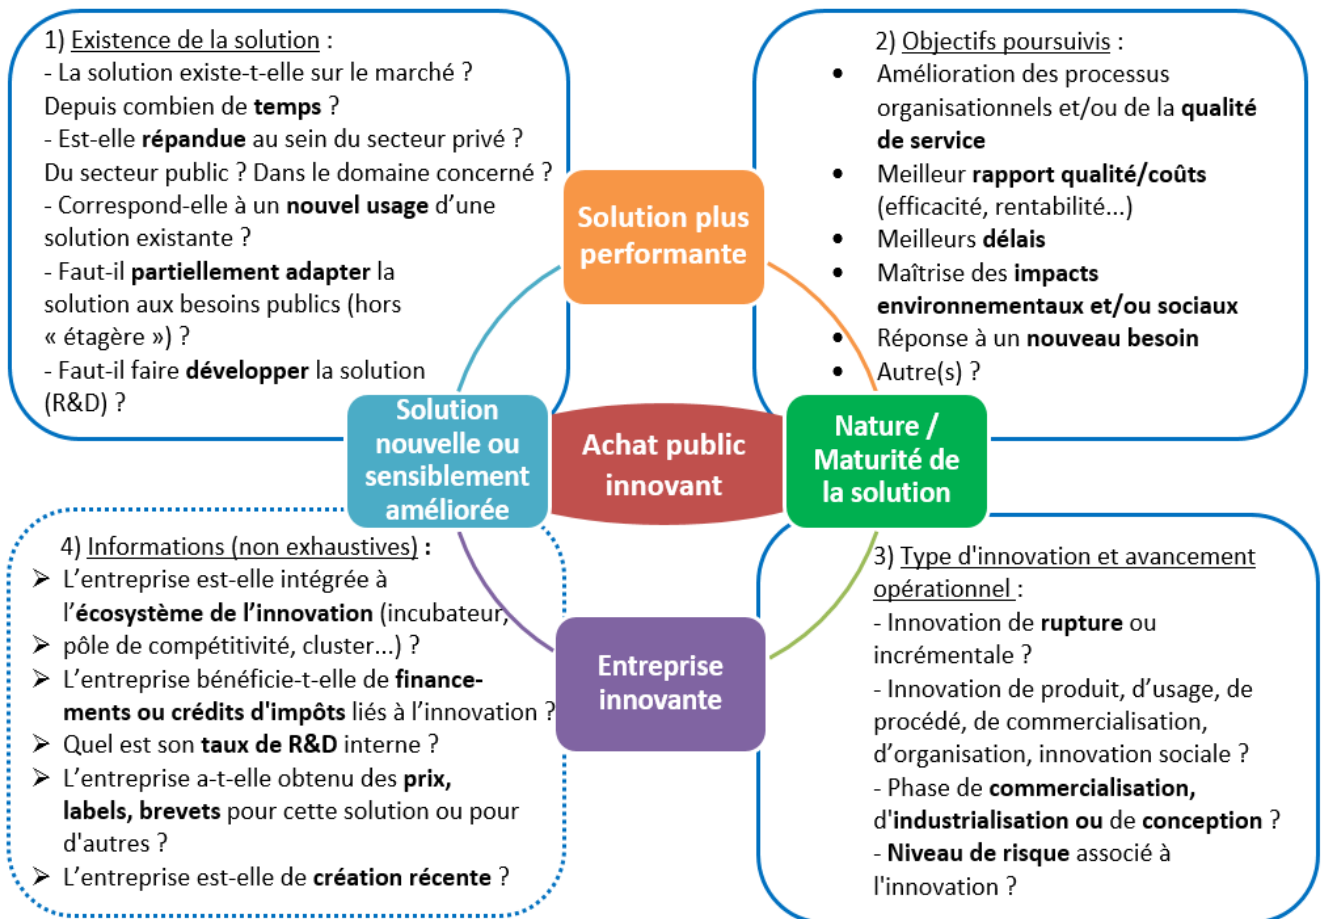 1) Existence de la solution :
- La solution existe-t-elle sur le marché ?
Depuis combien de temps ?
- Est-elle répandue au sein du secteur privé ?
Du secteur public ? Dans le domaine concerné ?
- Correspond-elle à un nouvel usage d’une
solution existante ?
- Faut-il partiellement adapter la
solution aux besoins publics (hors
« étagère ») ?
- Faut-il faire développer la solution
(R&D) ?
2) Objectifs poursuivis :
• Amélioration des processus
organisationnels et/ou de la qualité
de service
• Meilleur rapport qualité/coûts
(efficacité, rentabilité...)
• Meilleurs délais
• Maîtrise des impacts
environnementaux et/ou sociaux
• Réponse à un nouveau besoin
• Autre(s) ?
Solution plus
performante
Solution
nouvelle ou
sensiblement
améliorée
Achat public
innovant
Nature /
Maturité de
la solution
Entreprise
innovante
4) Informations (non exhaustives) :
➢ L’entreprise est-elle intégrée à
l’écosystème de l’innovation (incubateur,
➢ pôle de compétitivité, cluster...) ?
➢ L’entreprise bénéficie-t-elle de finance-
ments ou crédits d'impôts liés à l’innovation ?
➢ Quel est son taux de R&D interne ?
➢ L’entreprise a-t-elle obtenu des prix,
labels, brevets pour cette solution ou pour
d'autres ?
➢ L’entreprise est-elle de création récente ?
3) Type d'innovation et avancement
opérationnel :
- Innovation de rupture ou
incrémentale ?
- Innovation de produit, d’usage, de
procédé, de commercialisation,
d’organisation, innovation sociale ?
- Phase de commercialisation,
d'industrialisation ou de conception ?
- Niveau de risque associé à
l'innovation ?